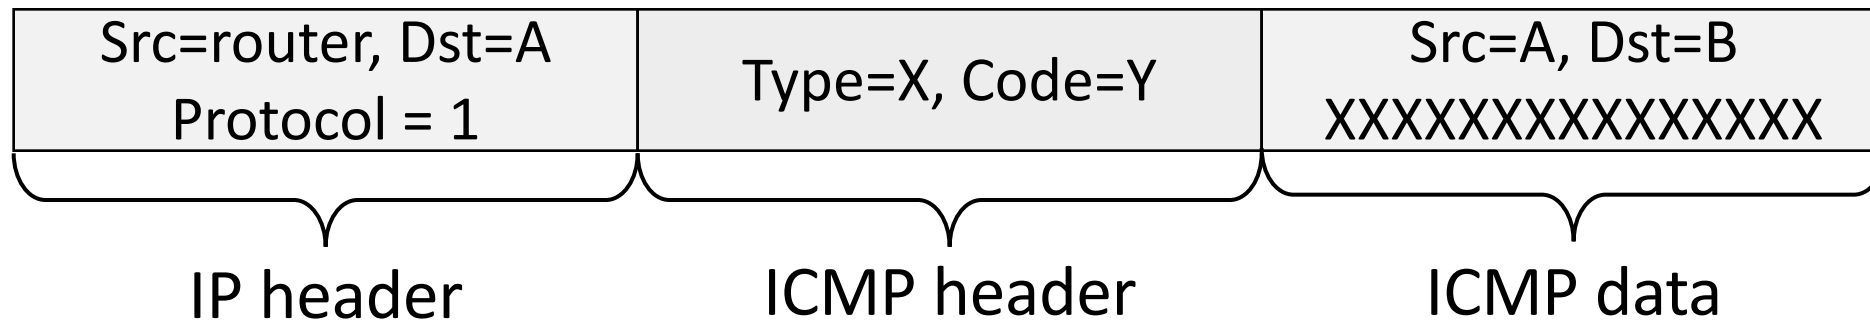 Src=router, Dst=A
Protocol = 1
Type=X, Code=Y
Src=A, Dst=B
XXXXXXXXXXXXXXX
IP header
ICMP header
ICMP data